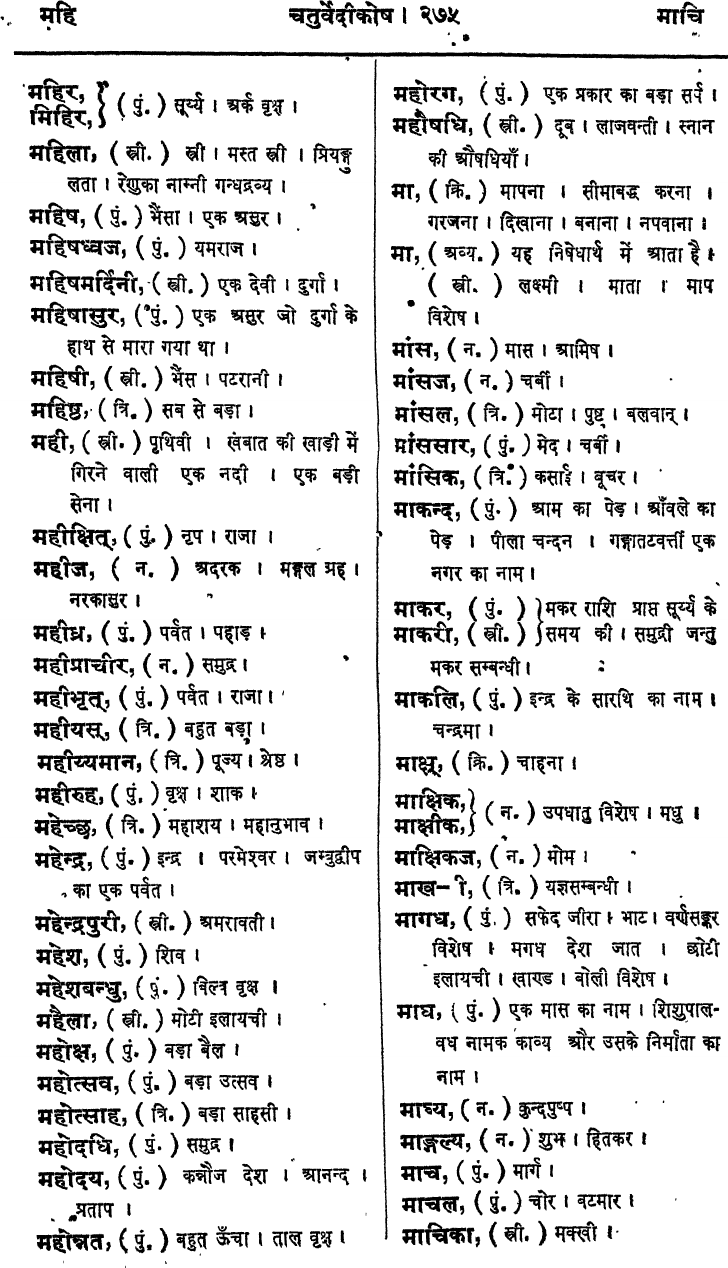 महि चतुर्वेदीकोष । २७५ माचि
महिर, } ( पुं. ) सूर्य्य । अर्क वृक्ष ।
मिहिर,
महिला, ( स्त्री. ) स्त्री । मस्त स्त्री । प्रियङ्गु
लता । रेणुका नाम्नी गन्धद्रव्य ।
महिष, ( पुं. ) भैंसा । एक असुर ।
महिषध्वज, ( पुं. ) यमराज ।
महिषमर्दिनी, ( स्त्री. ) एक देवी । दुर्गा ।
महिषासुर, ( पुं. ) एक असुर जो दुर्गा के
हाथ से मारा गया था ।
महिषी, ( स्त्री. ) भैंस । पटरानी ।
महिष्ठ, ( त्रि. ) सब से बड़ा ।
मही, ( स्त्री. ) पृथिवी । खंबात की खाड़ी में
गिरने वाली एक नदी । एक बड़ी
सेना ।
महीक्षित्, ( पुं. ) नृप । राजा ।
महीज, ( न. ) अदरक । मङ्गल ग्रह ।
नरकासुर ।
महीध्र, ( पुं. ) पर्वत । पहाड़ ।
महीप्राचीर, ( न. ) समुद्र ।
महीभृत्, ( पुं. ) पर्वत । राजा ।
महीयस्, ( त्रि. ) बहुत बड़ा ।
महीय्यमान, ( त्रि. ) पूज्य । श्रेष्ठ ।
महीरुह, ( पुं. ) वृक्ष । शाक ।
महेच्छु, ( त्रि. ) महाशय । महानुभाव ।
महेन्द्र, ( पुं. ) इन्द्र । परमेश्वर । जम्बुद्वीप
का एक पर्वत ।
महेन्द्रपुरी, ( स्त्री. ) अमरावती ।
महेश, ( पुं. ) शिव ।
महेशबन्धु, ( पुं. ) विल्व वृक्ष ।
महैला, ( स्त्री. ) मोटी इलायची ।
महोक्ष, ( पुं. ) बड़ा बैल ।
महोत्सव, ( पुं. ) बड़ा उत्सव ।
महोत्साह, ( त्रि. ) बड़ा साहसी ।
महोदधि, ( पुं. ) समुद्र ।
महोदय, ( पुं. ) कन्नौज देश । आनन्द ।
प्रताप ।
महोन्नत, ( पुं. ) बहुत ऊँचा । ताल वृक्ष ।
महोरग, ( पुं. ) एक प्रकार का बड़ा सर्प ।
महौषधि, ( स्त्री. ) दूब । लाजवन्ती । स्नान
की औषधियाँ ।
मा, ( क्रि. ) मापना । सीमाबद्ध करना ।
गरजना । दिखाना । बनाना । नपवाना ।
मा, ( अव्य. ) यह निषेधार्थ में आता है ।
( स्त्री. ) लक्ष्मी । माता । माप
विशेष ।
मांस, ( न. ) मास । आमिष ।
मांसज, ( न. ) चर्बी ।
मांसल, ( त्रि. ) मोटा । पुष्ट । बलवान् ।
मांससार, ( पुं. ) मेद । चर्बी ।
मांसिक, ( त्रि. ) कसाई । बूचर ।
माकन्द, ( पुं. ) आम का पेड़ । आँवले का
पेड़ । पीला चन्दन । गङ्गातटवर्त्ती एक
नगर का नाम ।
माकर, ( पुं. ) } मकर राशि प्राप्त सूर्य्य के
माकरी, ( स्त्री. ) } समय की । समुद्री जन्तु
मकर सम्बन्धी ।
माकलि, ( पुं. ) इन्द्र के सारथि का नाम ।
चन्द्रमा ।
माक्षू, ( क्रि. ) चाहना ।
माक्षिक, } ( न. ) उपधातु विशेष । मधु ।
माक्षीक,
माक्षिकज, ( न. ) मोम ।
माख-ी, ( त्रि. ) यज्ञसम्बन्धी ।
मागध, ( पुं. ) सफेद जीरा । भाट । वर्णसङ्कर
विशेष । मगध देश जात । छोटी
इलायची । खाण्ड । बोली विशेष ।
माघ, ( पुं. ) एक मास का नाम । शिशुपाल-
वध नामक काव्य और उसके निर्माता का
नाम ।
माघ्य, ( न. ) कुन्दपुष्प ।
माङ्गल्य, ( न. ) शुभ । हितकर ।
माच, ( पुं. ) मार्ग ।
माचल, ( पुं. ) चोर । बटमार ।
माचिका, ( स्त्री. ) मक्खी ।